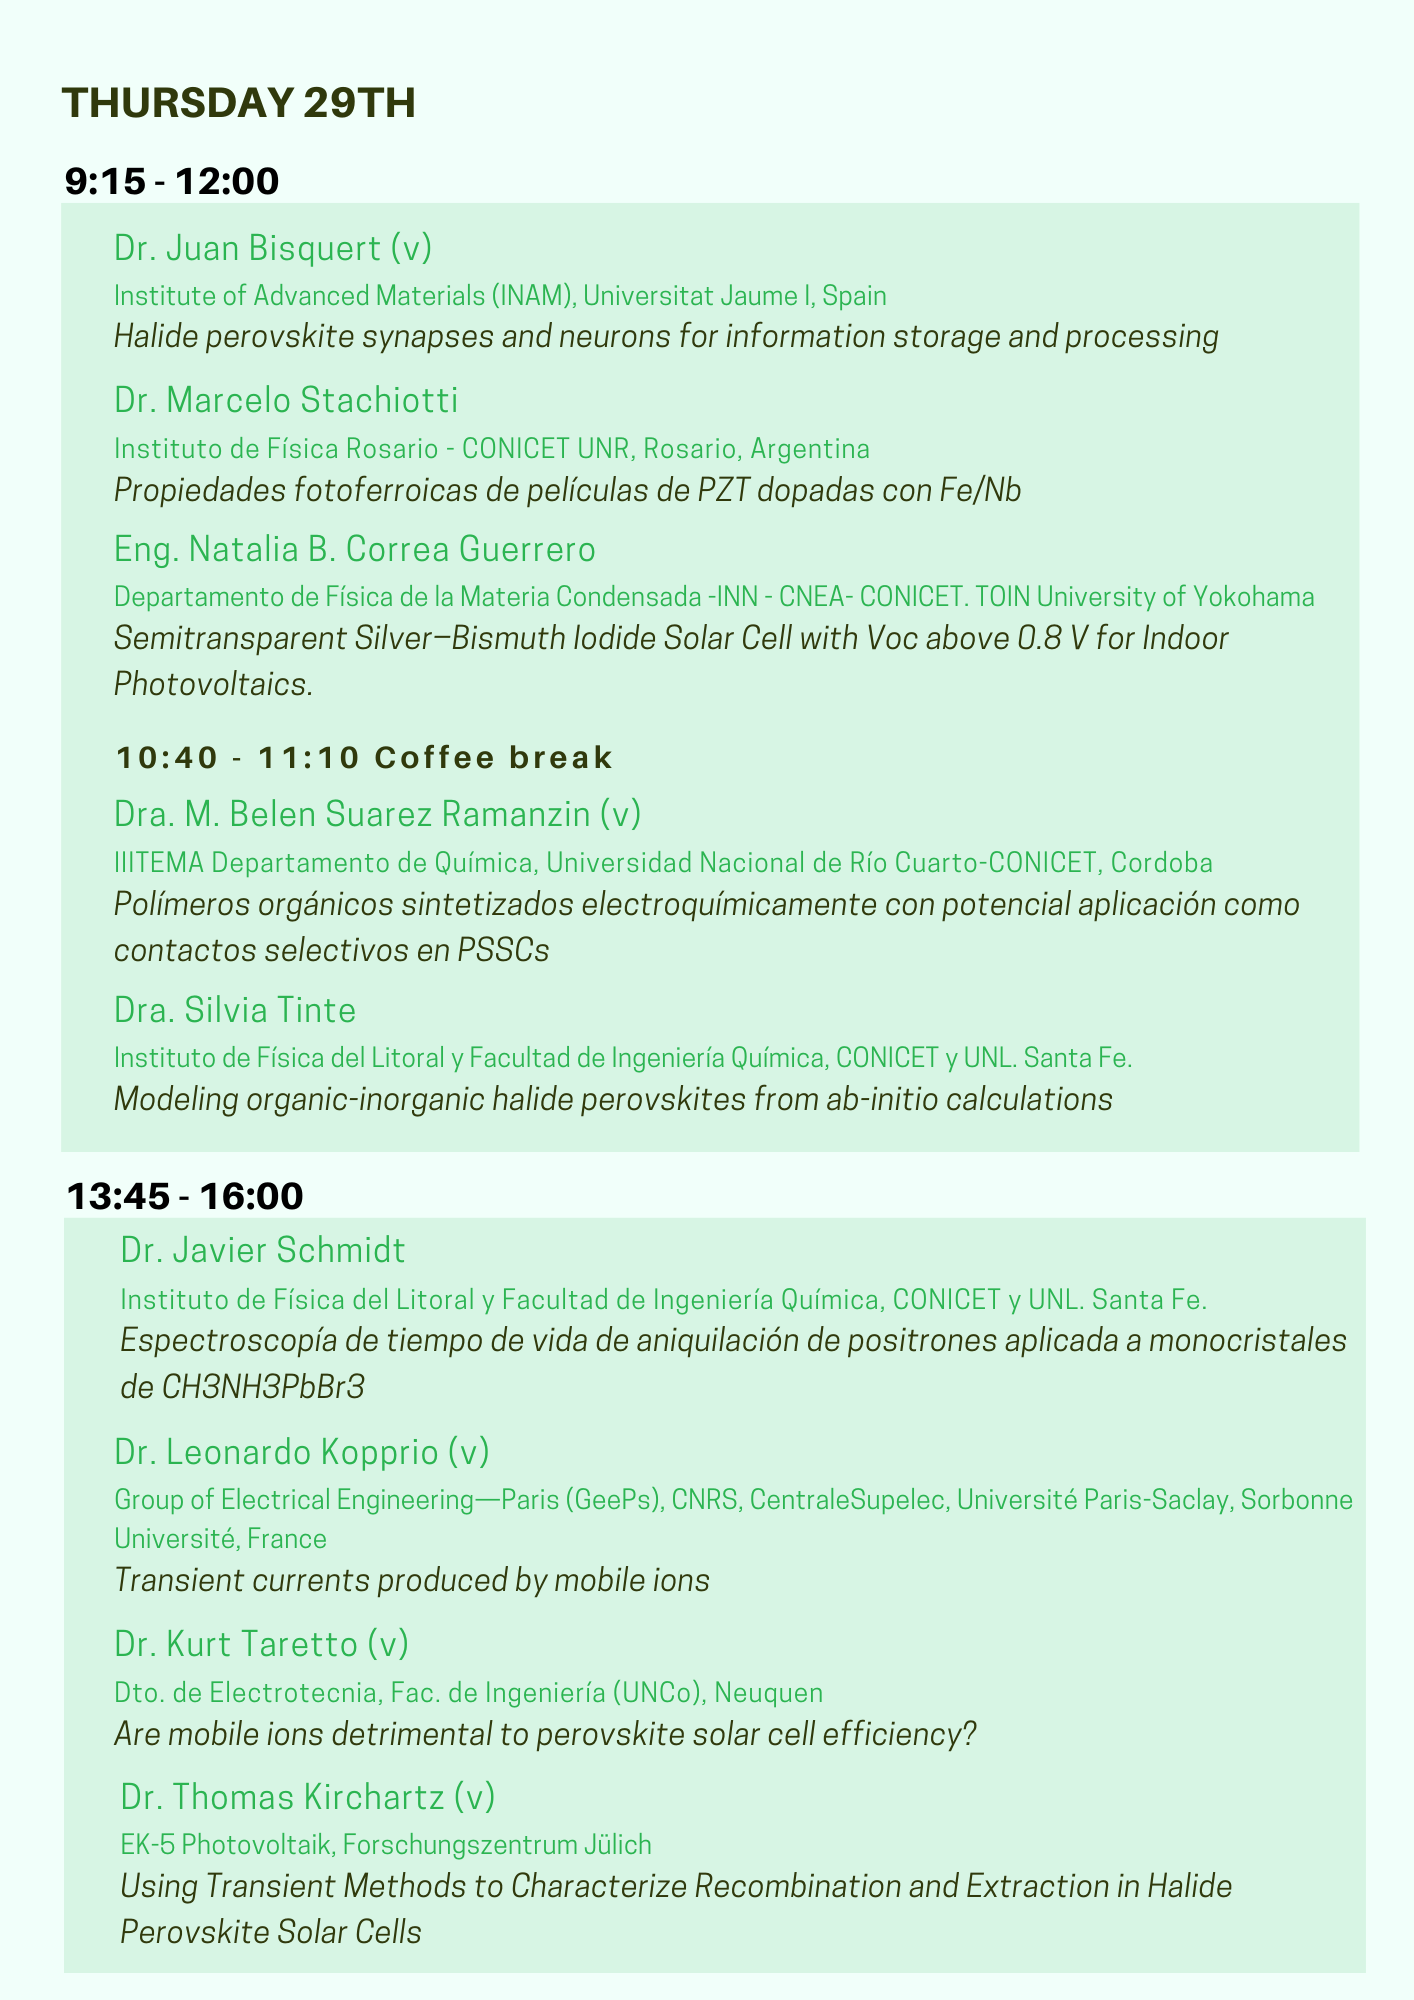 THURSDAY 29TH
9:15 - 12:00
Dr. Juan Bisquert (v)
Institute of Advanced Materials (INAM), Universitat Jaume I, Spain
Halide perovskite synapses and neurons for information storage and processing
Dr. Marcelo Stachiotti
Instituto de Física Rosario - CONICET UNR, Rosario, Argentina
Propiedades fotoferroicas de películas de PZT dopadas con Fe/Nb
Eng. Natalia B. Correa Guerrero
Departamento de Física de la Materia Condensada -INN - CNEA- CONICET. TOIN University of Yokohama
Semitransparent Silver–Bismuth Iodide Solar Cell with Voc above 0.8 V for Indoor
Photovoltaics.
10:40 - 11:10 Coffee break
Dra. M. Belen Suarez Ramanzin (v)
IIITEMA Departamento de Química, Universidad Nacional de Río Cuarto-CONICET, Cordoba
Polímeros orgánicos sintetizados electroquímicamente con potencial aplicación como
contactos selectivos en PSSCs
Dra. Silvia Tinte
Instituto de Física del Litoral y Facultad de Ingeniería Química, CONICET y UNL. Santa Fe.
Modeling organic-inorganic halide perovskites from ab-initio calculations
13:45 - 16:00
Dr. Javier Schmidt
Instituto de Física del Litoral y Facultad de Ingeniería Química, CONICET y UNL. Santa Fe.
Espectroscopía de tiempo de vida de aniquilación de positrones aplicada a monocristales
de CH3NH3PbBr3
Dr. Leonardo Kopprio (v)
Group of Electrical Engineering—Paris (GeePs), CNRS, CentraleSupelec, Université Paris-Saclay, Sorbonne
Université, France
Transient currents produced by mobile ions
Dr. Kurt Taretto (v)
Dto. de Electrotecnia, Fac. de Ingeniería (UNCo), Neuquen
Are mobile ions detrimental to perovskite solar cell efficiency?
Dr. Thomas Kirchartz (v)
EK-5 Photovoltaik, Forschungszentrum Jülich
Using Transient Methods to Characterize Recombination and Extraction in Halide
Perovskite Solar Cells